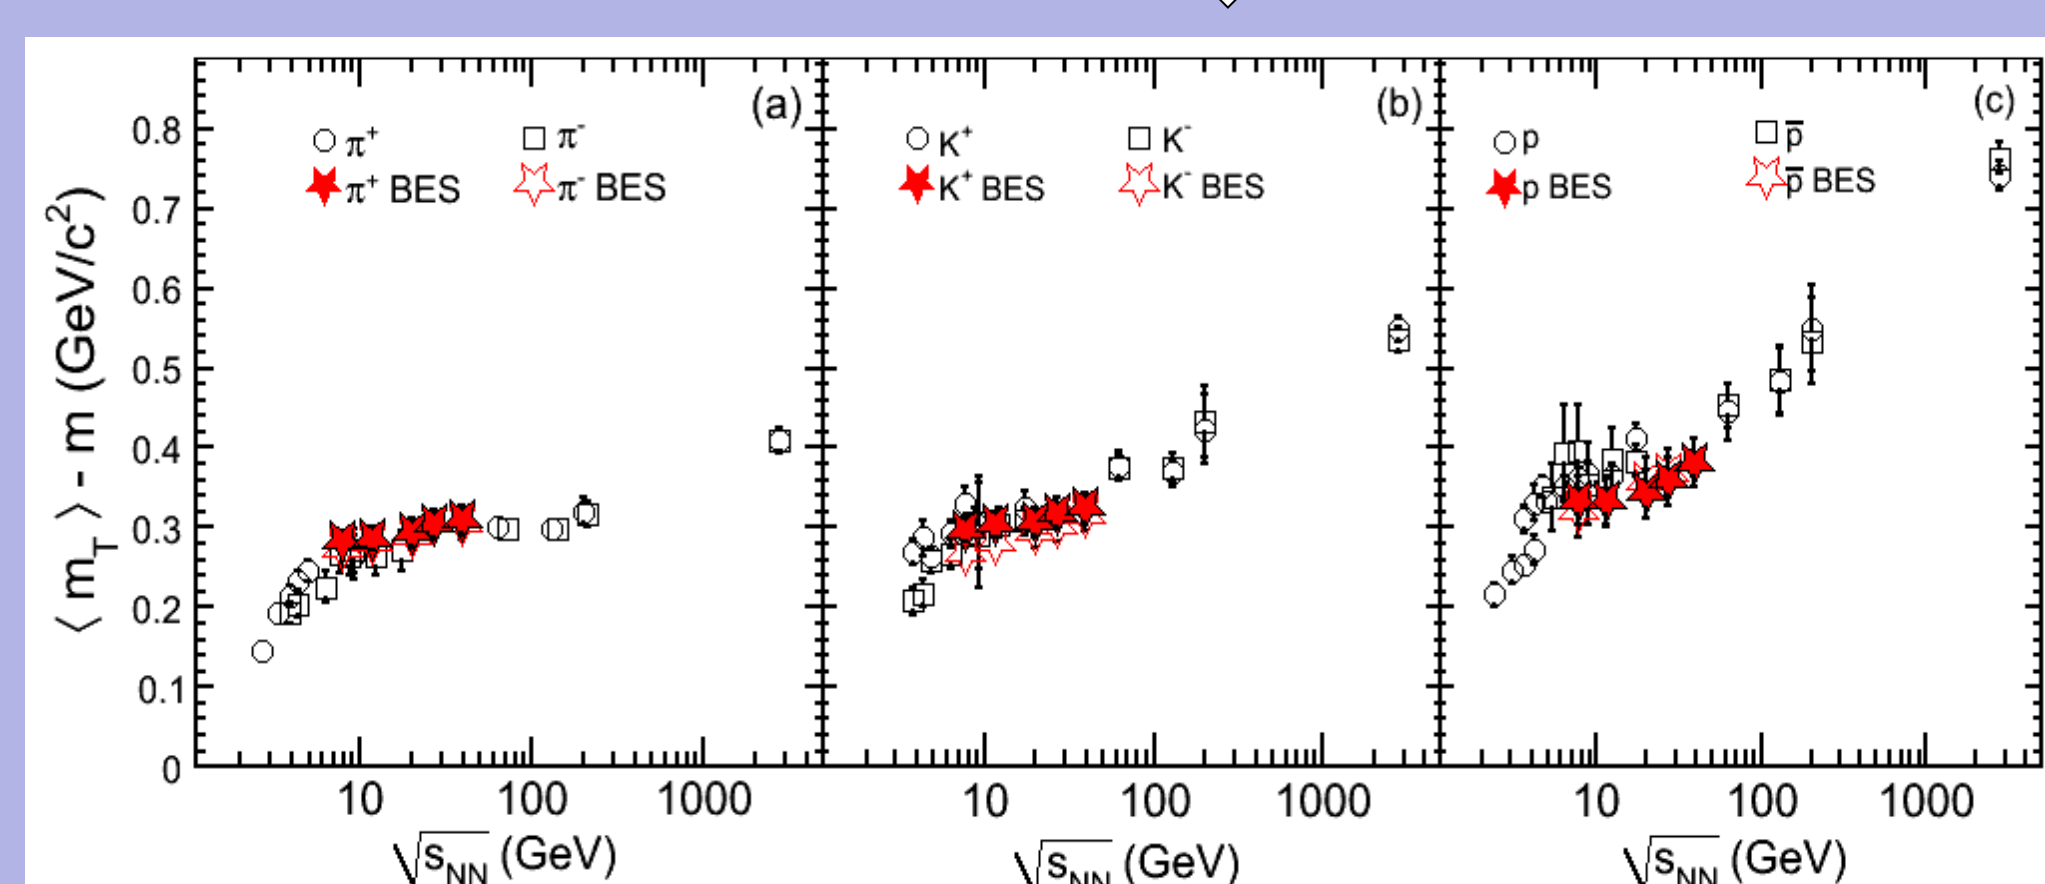 (a) (b) (c)
π⁺ π⁻ K⁺ K⁻ p p̅
π⁺ BES π⁻ BES K⁺ BES K⁻ BES p BES p̅ BES
⟨ m_T ⟩ - m (GeV/c²)
0.8
0.7
0.6
0.5
0.4
0.3
0.2
0.1
0
10 100 1000 10 100 1000 10 100 1000
√s_NN (GeV) √s_NN (GeV) √s_NN (GeV)